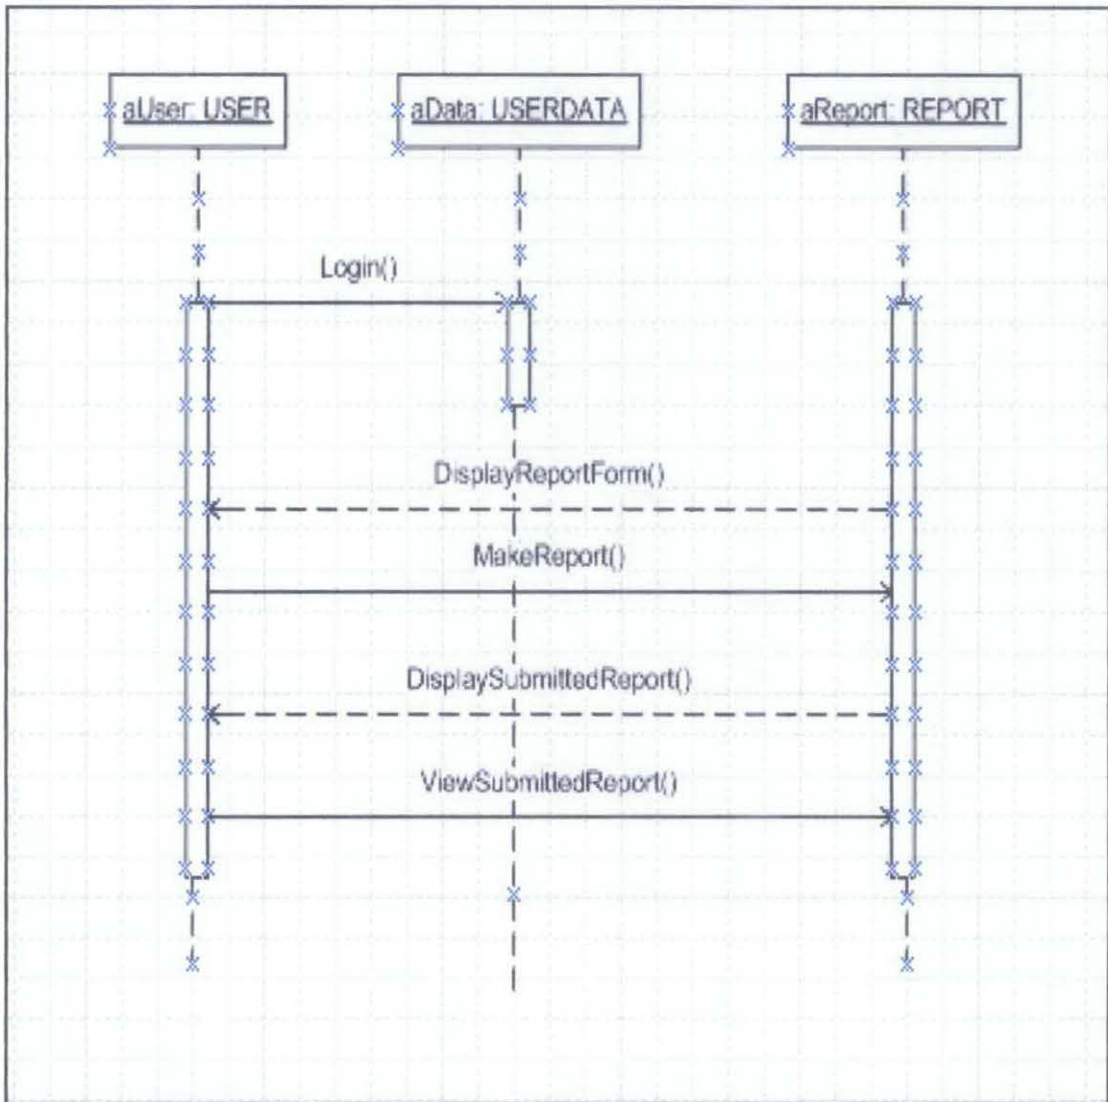 aUser: USER
aData: USERDATA
aReport: REPORT
Login()
DisplayReportForm()
MakeReport()
DisplaySubmittedReport()
ViewSubmittedReport()